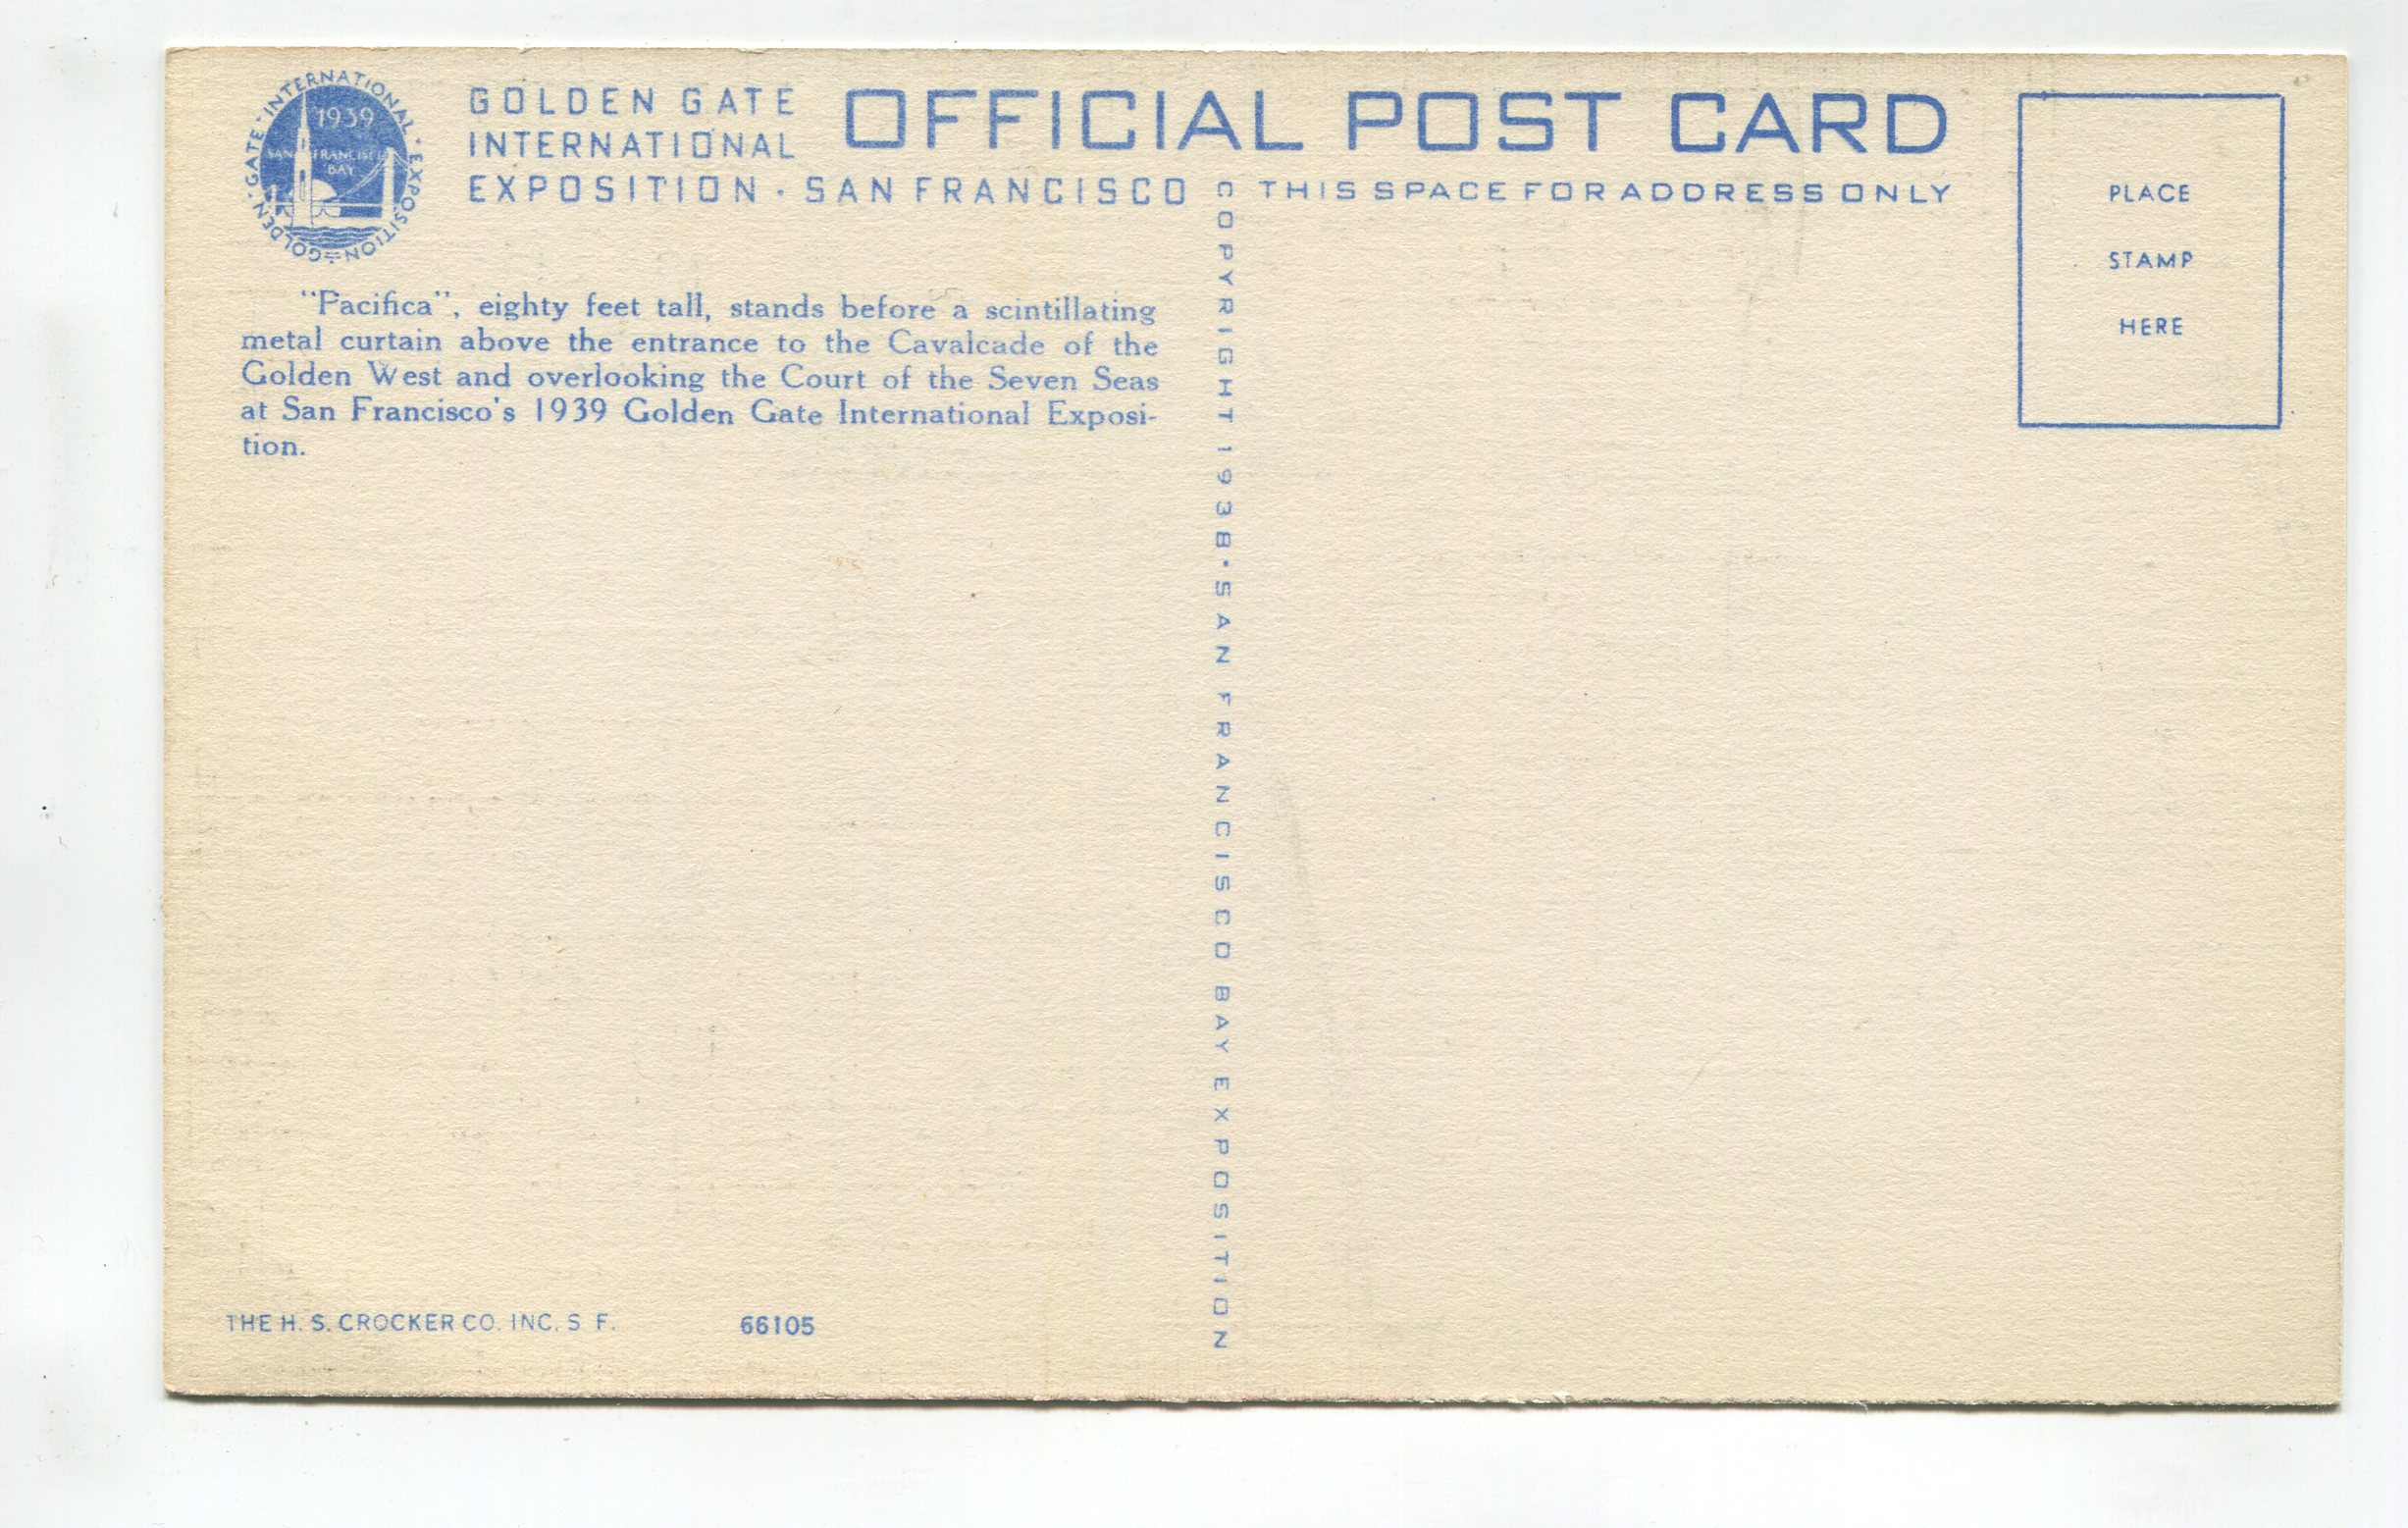 GOLDEN·GATE·INTERNATIONAL·EXPOSITION
1939
SAN FRANCISCO
BAY
GOLDEN GATE
INTERNATIONAL
EXPOSITION · SAN FRANCISCO
OFFICIAL POST CARD
THIS SPACE FOR ADDRESS ONLY
PLACE
STAMP
HERE
"Pacifica", eighty feet tall, stands before a scintillating
metal curtain above the entrance to the Cavalcade of the
Golden West and overlooking the Court of the Seven Seas
at San Francisco's 1939 Golden Gate International Exposi-
tion.
COPYRIGHT 1938·SAN FRANCISCO BAY EXPOSITION
THE H. S. CROCKER CO. INC. S F.
66105